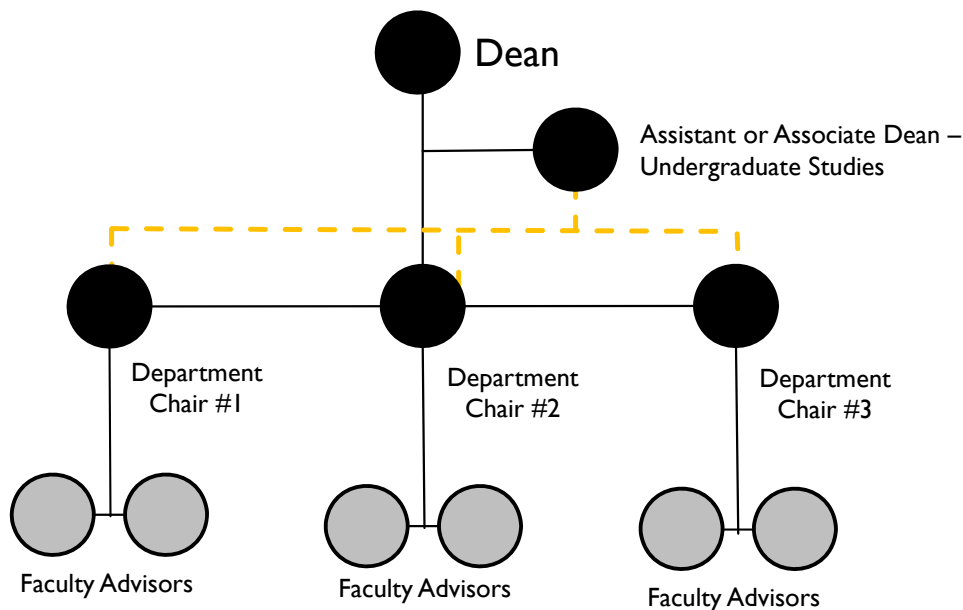 Dean
Assistant or Associate Dean –
Undergraduate Studies
Department
Chair #1
Department
Chair #2
Department
Chair #3
Faculty Advisors
Faculty Advisors
Faculty Advisors